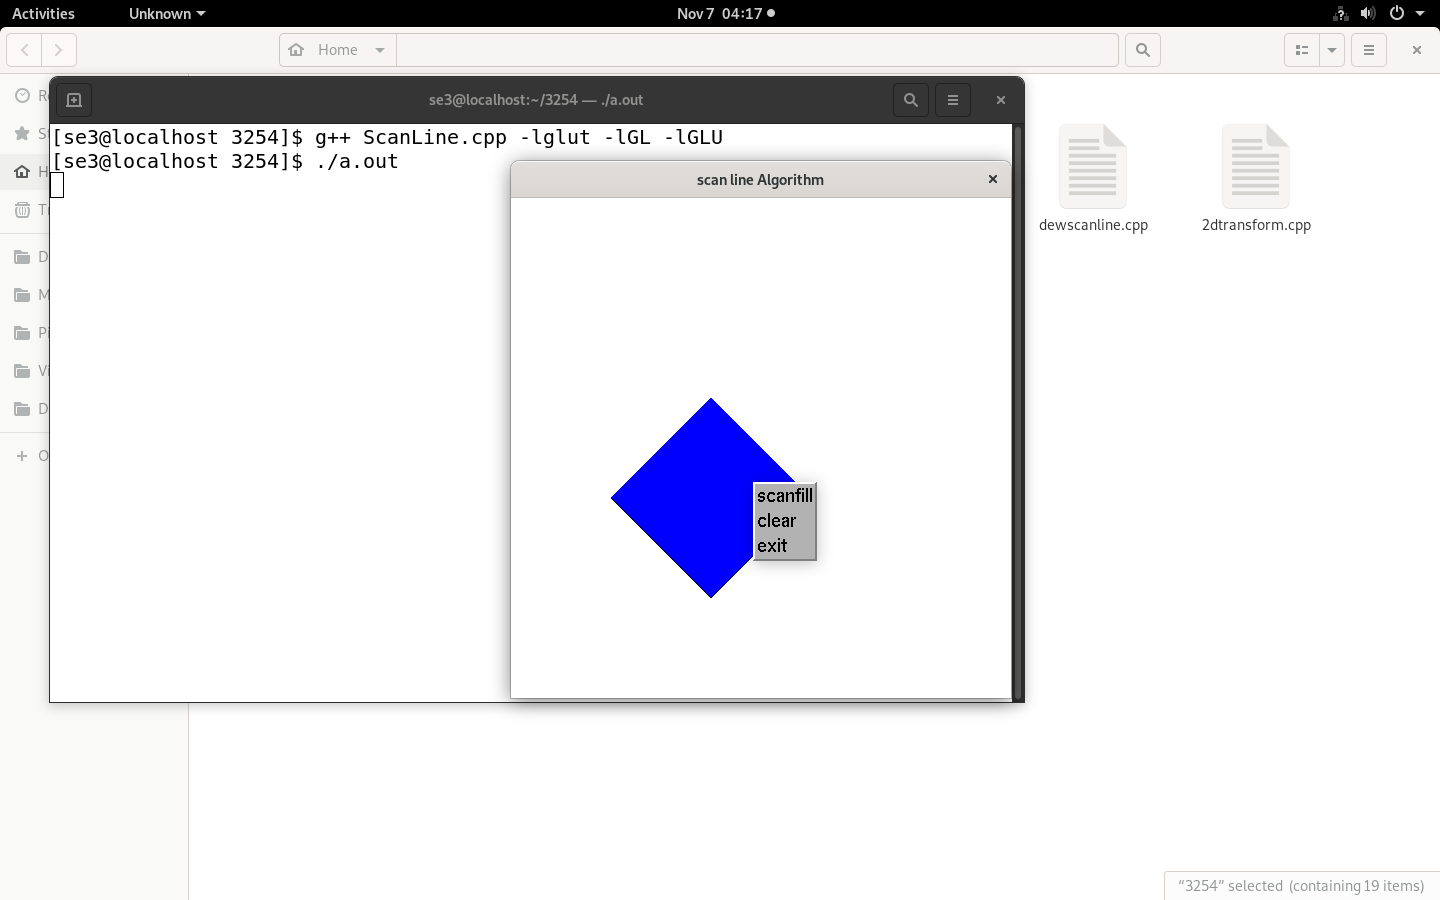 Activities
Unknown
Nov 7 04:17
Home
se3@localhost:~/3254 — ./a.out
[se3@localhost 3254]$ g++ ScanLine.cpp -lglut -lGL -lGLU
[se3@localhost 3254]$ ./a.out
scan line Algorithm
scanfill
clear
exit
dewscanline.cpp
2dtransform.cpp
“3254” selected (containing 19 items)